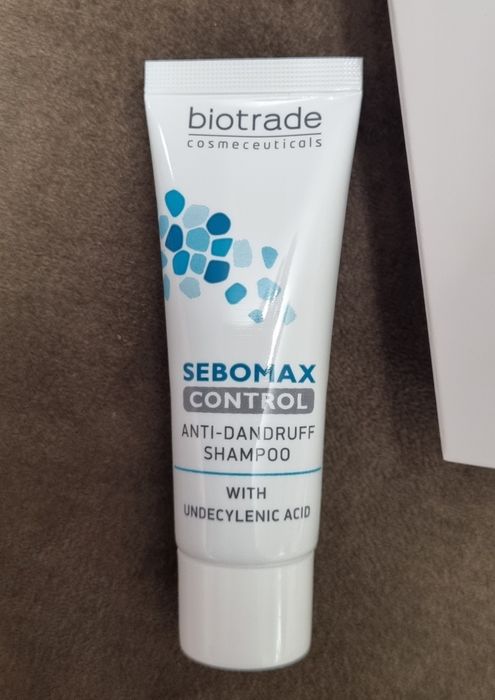 biotrade
cosmeceuticals
SEBOMAX
CONTROL
ANTI-DANDRUFF
SHAMPOO
WITH
UNDECYLENIC ACID